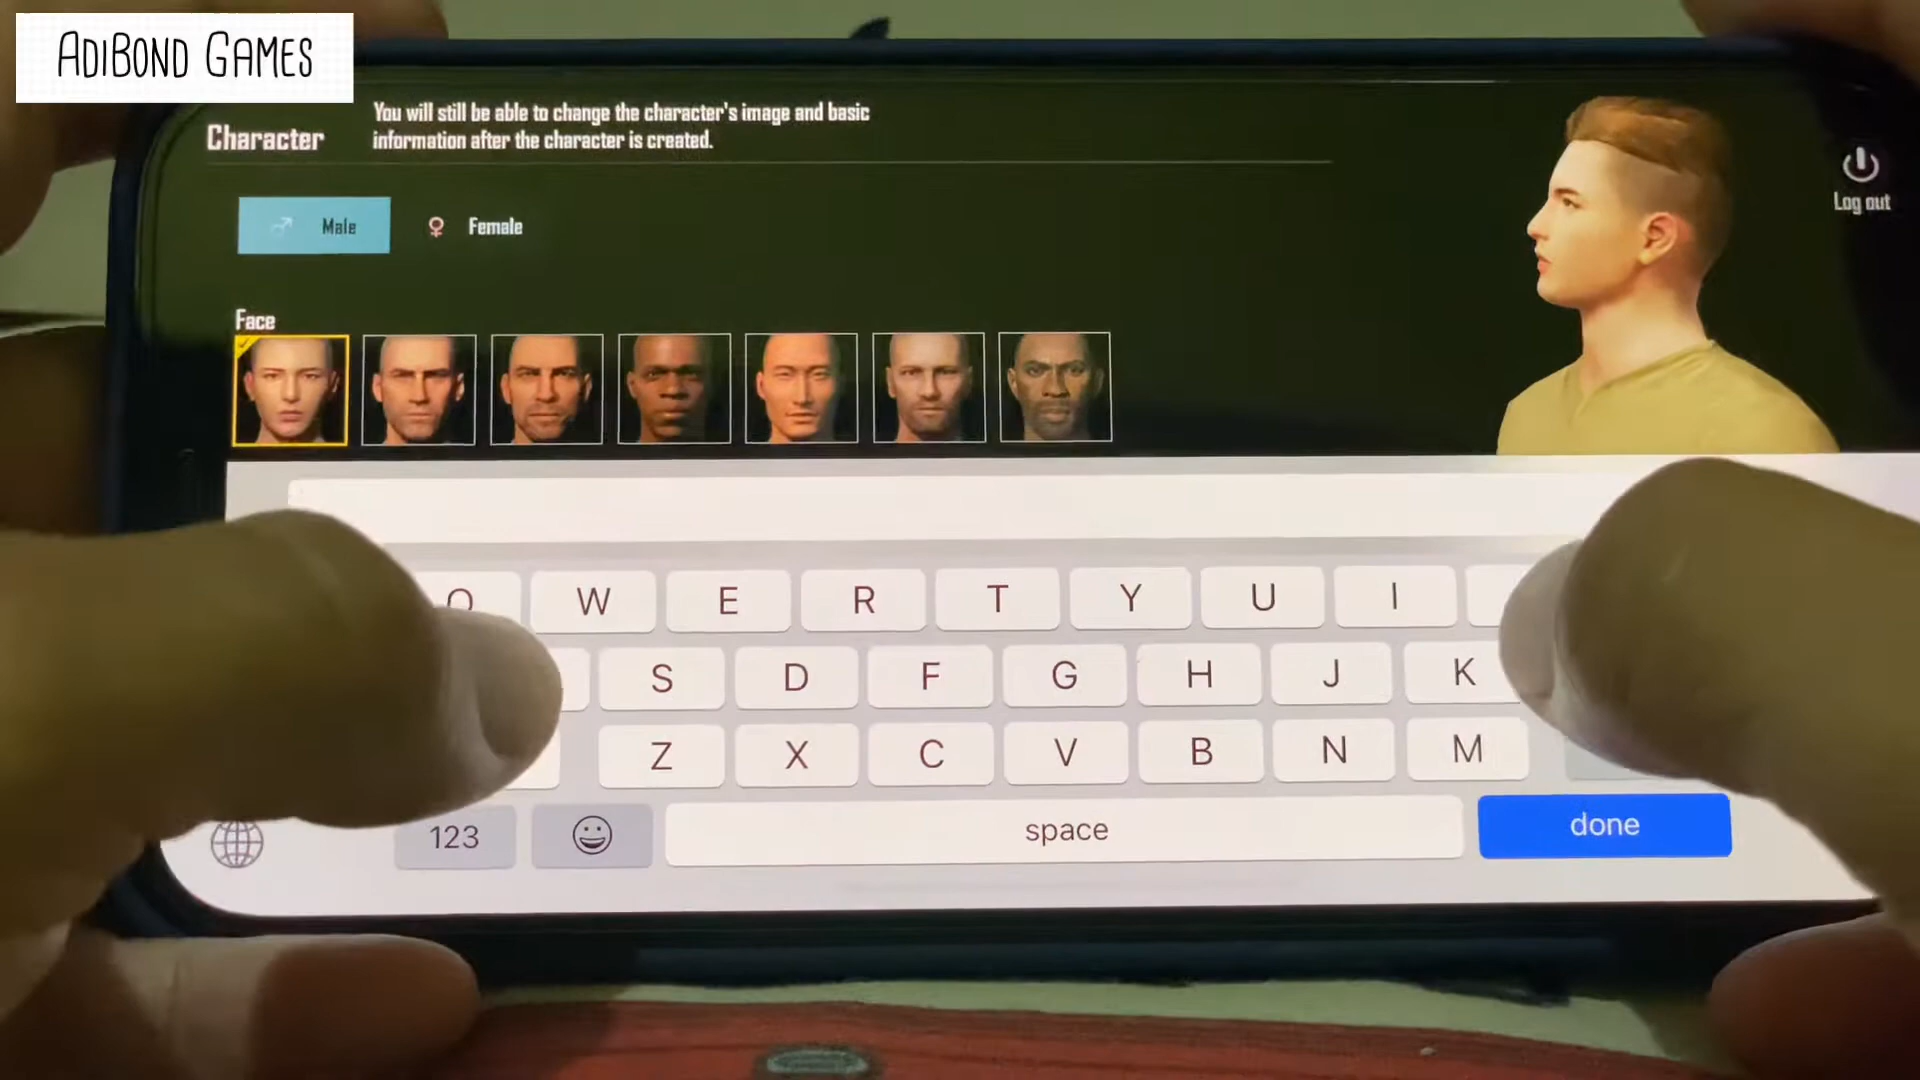 ADIBOND GAMES
You will still be able to change the character's image and basic
Character
information after the character is created.
Log out
Male
Female
Face
Q W E R T Y U I
S D F G H J K
Z X C V B N M
123
space
done